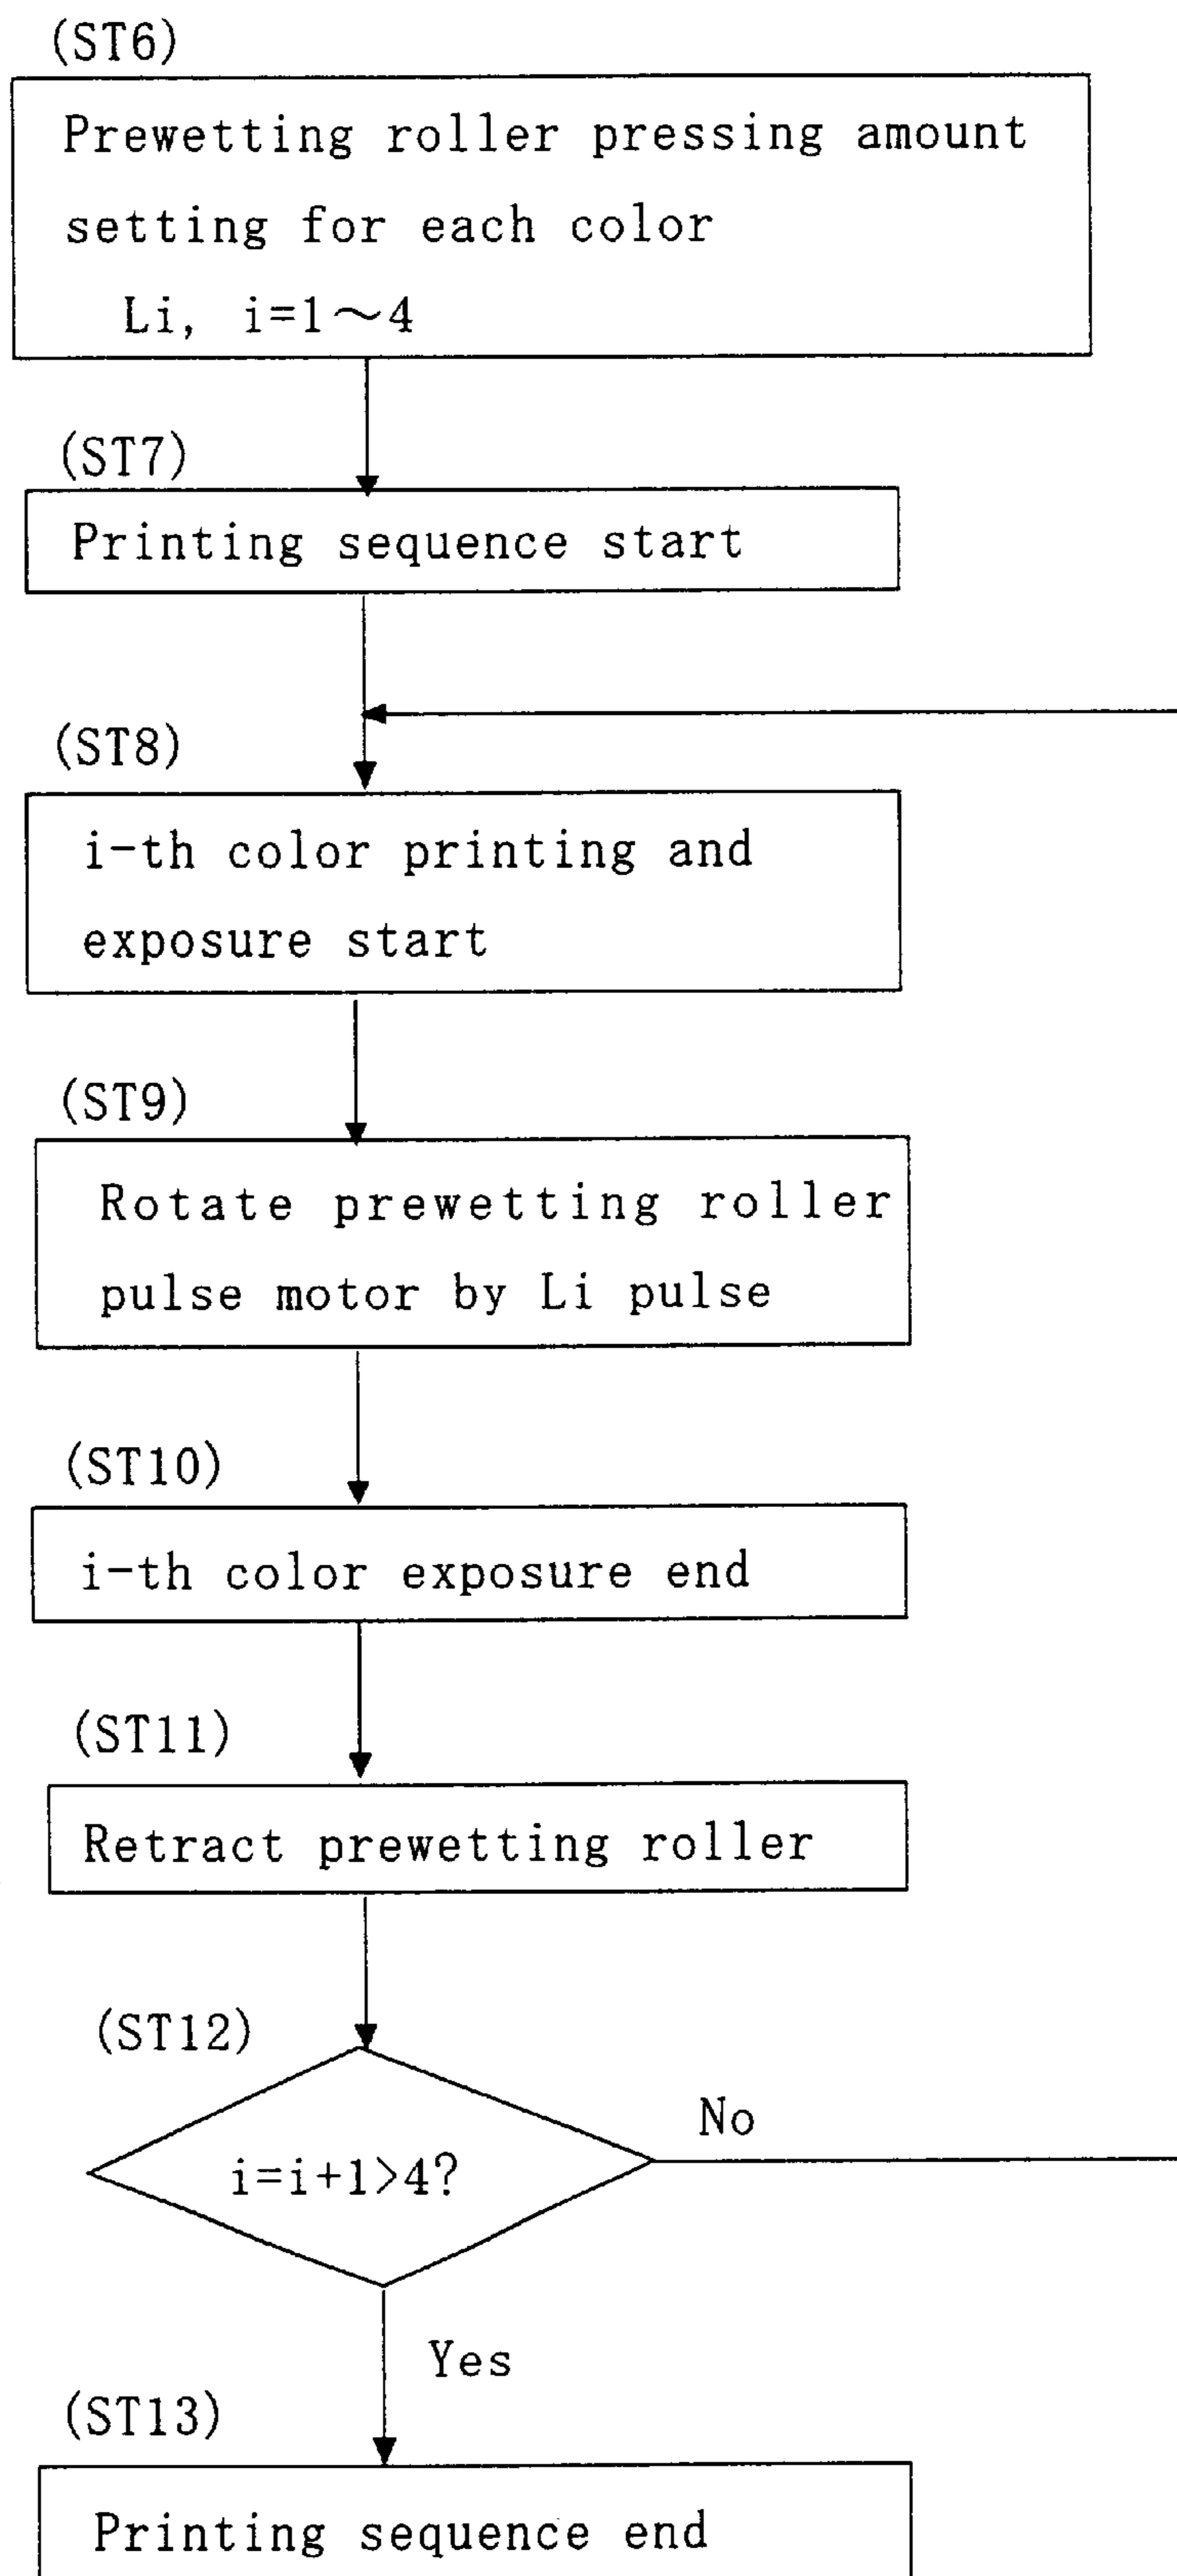 (ST6)
Prewetting roller pressing amount
setting for each color
Li, i=1～4
(ST7)
Printing sequence start
(ST8)
i-th color printing and
exposure start
(ST9)
Rotate prewetting roller
pulse motor by Li pulse
(ST10)
i-th color exposure end
(ST11)
Retract prewetting roller
(ST12)
No
i=i+1>4?
Yes
(ST13)
Printing sequence end